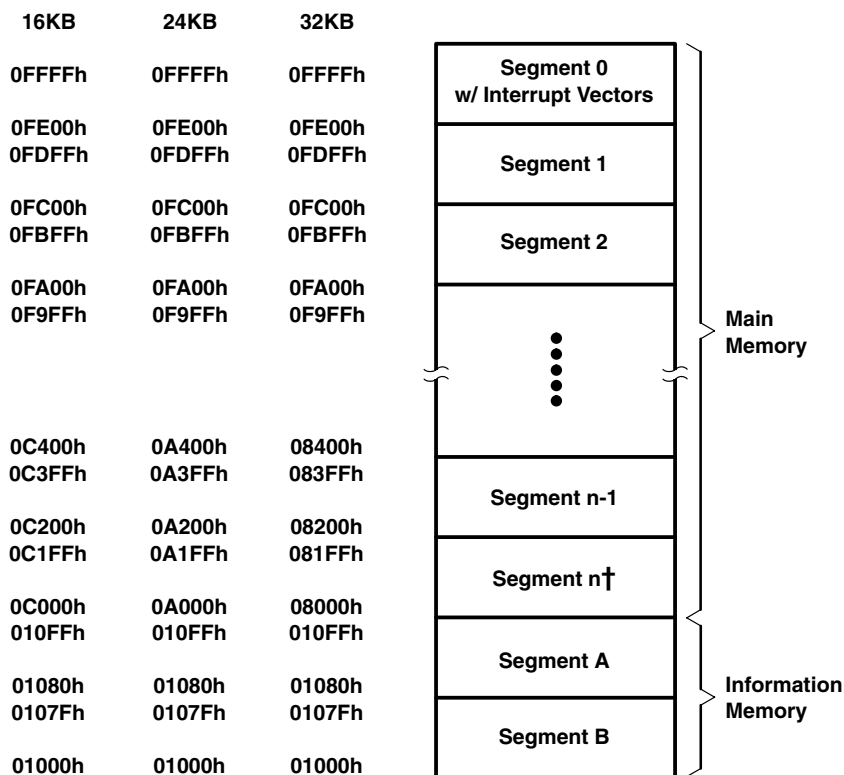 16KB 24KB 32KB
0FFFFh 0FFFFh 0FFFFh
Segment 0
w/ Interrupt Vectors
0FE00h 0FE00h 0FE00h
0FDFFh 0FDFFh 0FDFFh
Segment 1
0FC00h 0FC00h 0FC00h
0FBFFh 0FBFFh 0FBFFh
Segment 2
0FA00h 0FA00h 0FA00h
0F9FFh 0F9FFh 0F9FFh
Main
Memory
0C400h 0A400h 08400h
0C3FFh 0A3FFh 083FFh
Segment n-1
0C200h 0A200h 08200h
0C1FFh 0A1FFh 081FFh
Segment n†
0C000h 0A000h 08000h
010FFh 010FFh 010FFh
Segment A
01080h 01080h 01080h
0107Fh 0107Fh 0107Fh
Information
Memory
Segment B
01000h 01000h 01000h